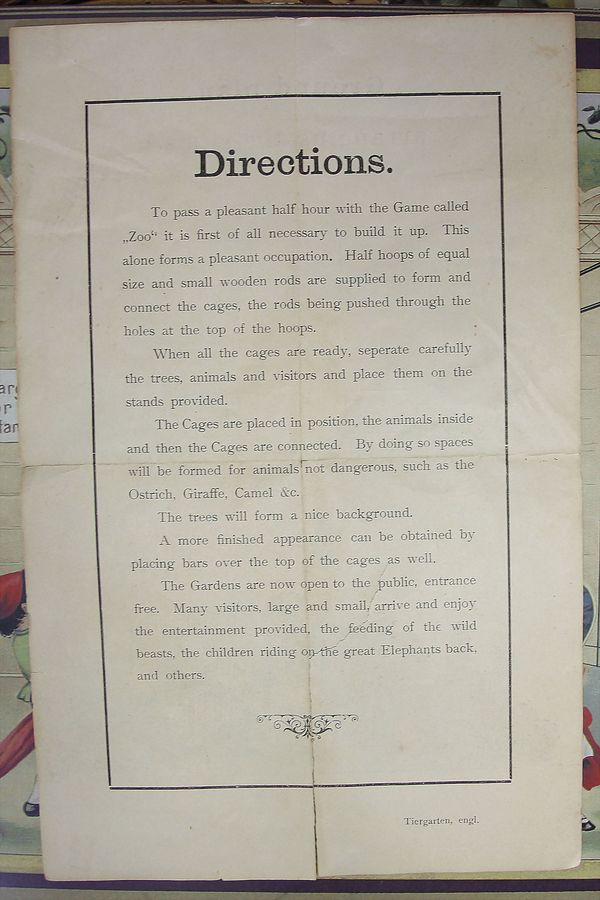 Directions.
To pass a pleasant half hour with the Game called
„Zoo“ it is first of all necessary to build it up. This
alone forms a pleasant occupation. Half hoops of equal
size and small wooden rods are supplied to form and
connect the cages, the rods being pushed through the
holes at the top of the hoops.
When all the cages are ready, seperate carefully
the trees, animals and visitors and place them on the
stands provided.
The Cages are placed in position, the animals inside
and then the Cages are connected. By doing so spaces
will be formed for animals not dangerous, such as the
Ostrich, Giraffe, Camel &c.
The trees will form a nice background.
A more finished appearance can be obtained by
placing bars over the top of the cages as well.
The Gardens are now open to the public, entrance
free. Many visitors, large and small, arrive and enjoy
the entertainment provided, the feeding of the wild
beasts, the children riding on the great Elephants back,
and others.
Tiergarten, engl.